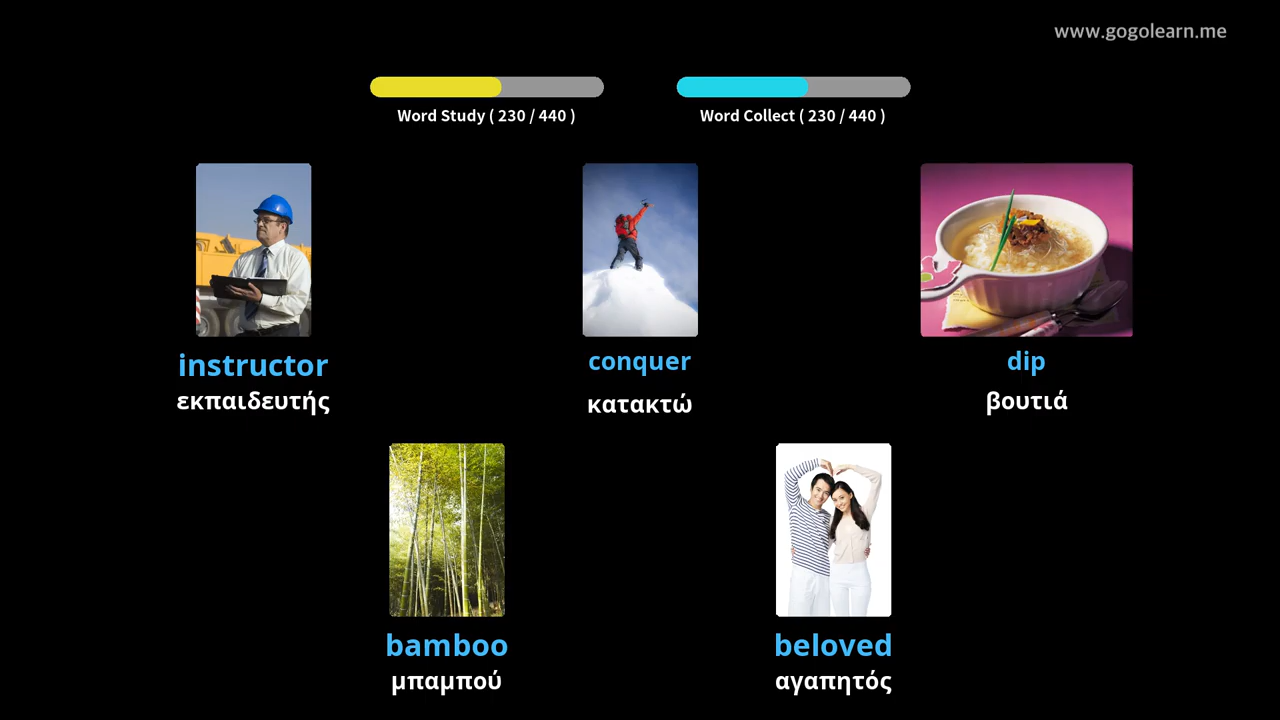 www.gogolearn.me
Word Study ( 230 / 440 )
Word Collect ( 230 / 440 )
instructor
εκπαιδευτής
conquer
κατακτώ
dip
βουτιά
bamboo
μπαμπού
beloved
αγαπητός